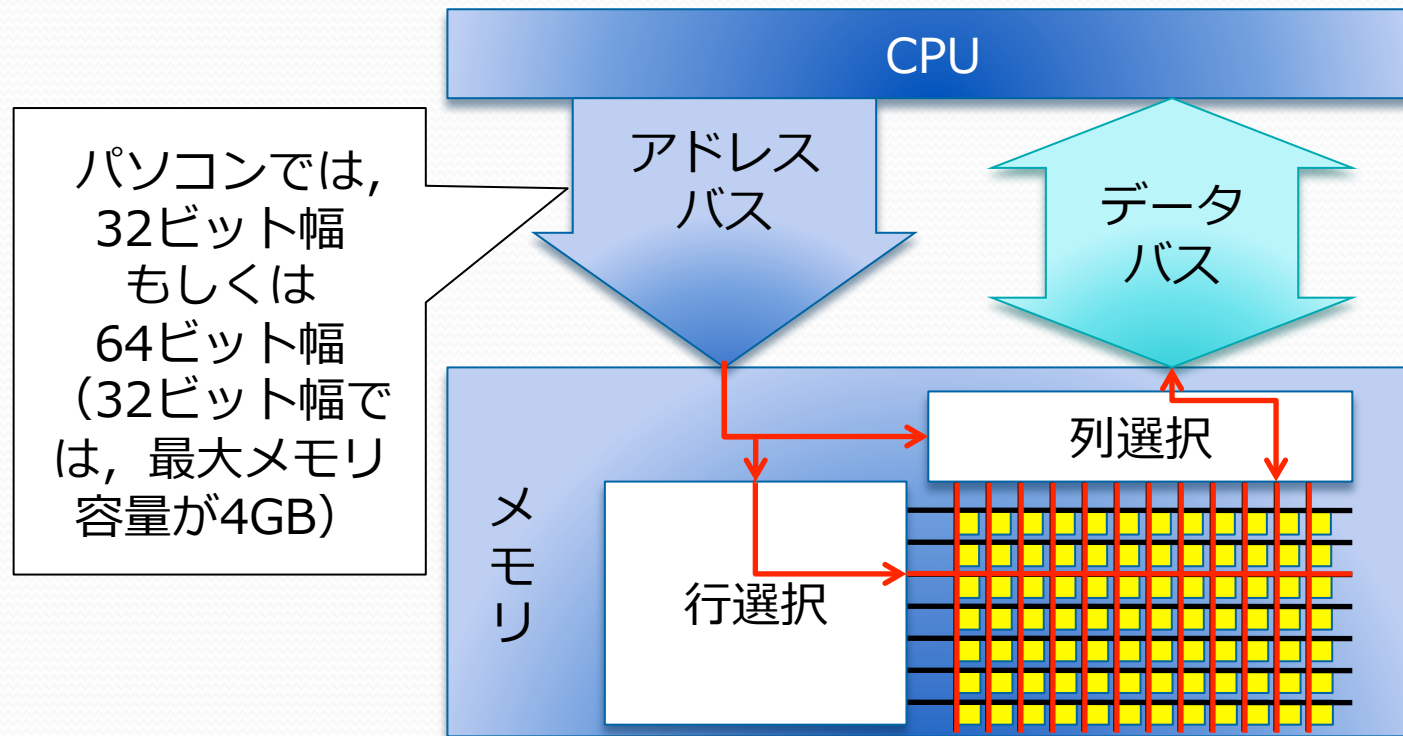 CPU
パソコンでは,
32ビット幅
もしくは
64ビット幅
（32ビット幅で
は，最大メモリ
容量が4GB）
アドレス
バス
データ
バス
メモリ
列選択
行選択